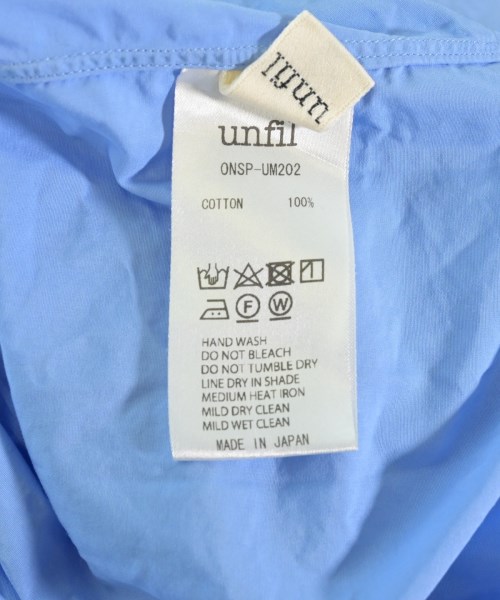 unfil
unfil
ONSP-UM202
COTTON 100%
F W
HAND WASH
DO NOT BLEACH
DO NOT TUMBLE DRY
LINE DRY IN SHADE
MEDIUM HEAT IRON
MILD DRY CLEAN
MILD WET CLEAN
MADE IN JAPAN